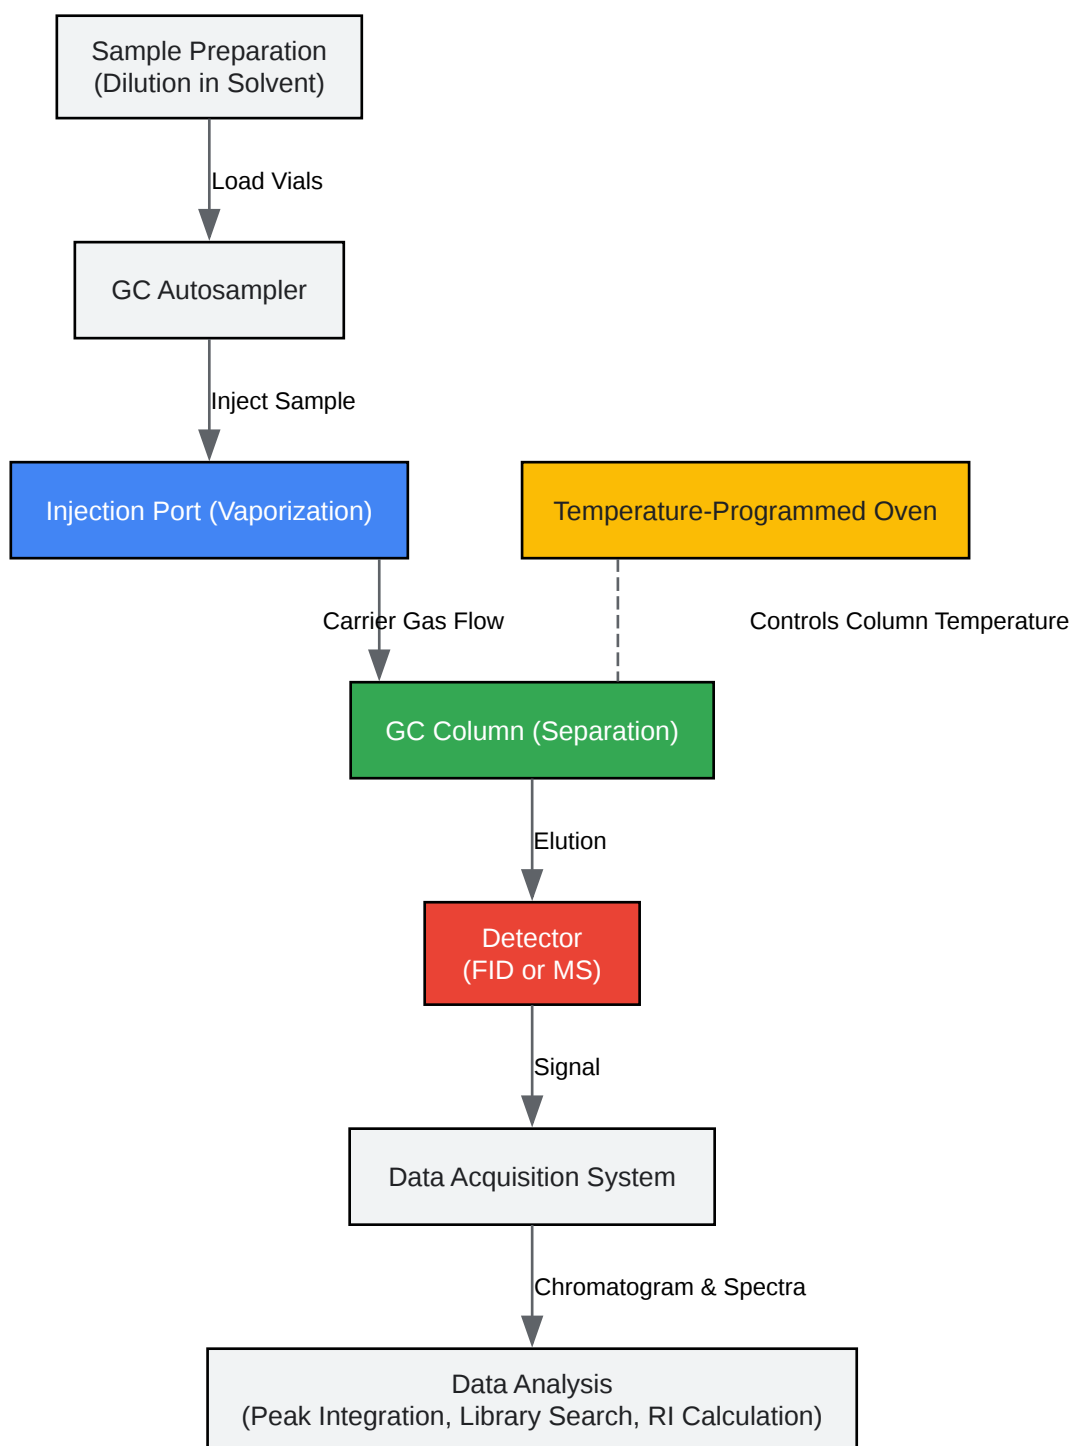 Sample Preparation
(Dilution in Solvent)
Load Vials
GC Autosampler
Inject Sample
Injection Port (Vaporization)
Temperature-Programmed Oven
Carrier Gas Flow
Controls Column Temperature
GC Column (Separation)
Elution
Detector
(FID or MS)
Signal
Data Acquisition System
Chromatogram & Spectra
Data Analysis
(Peak Integration, Library Search, RI Calculation)